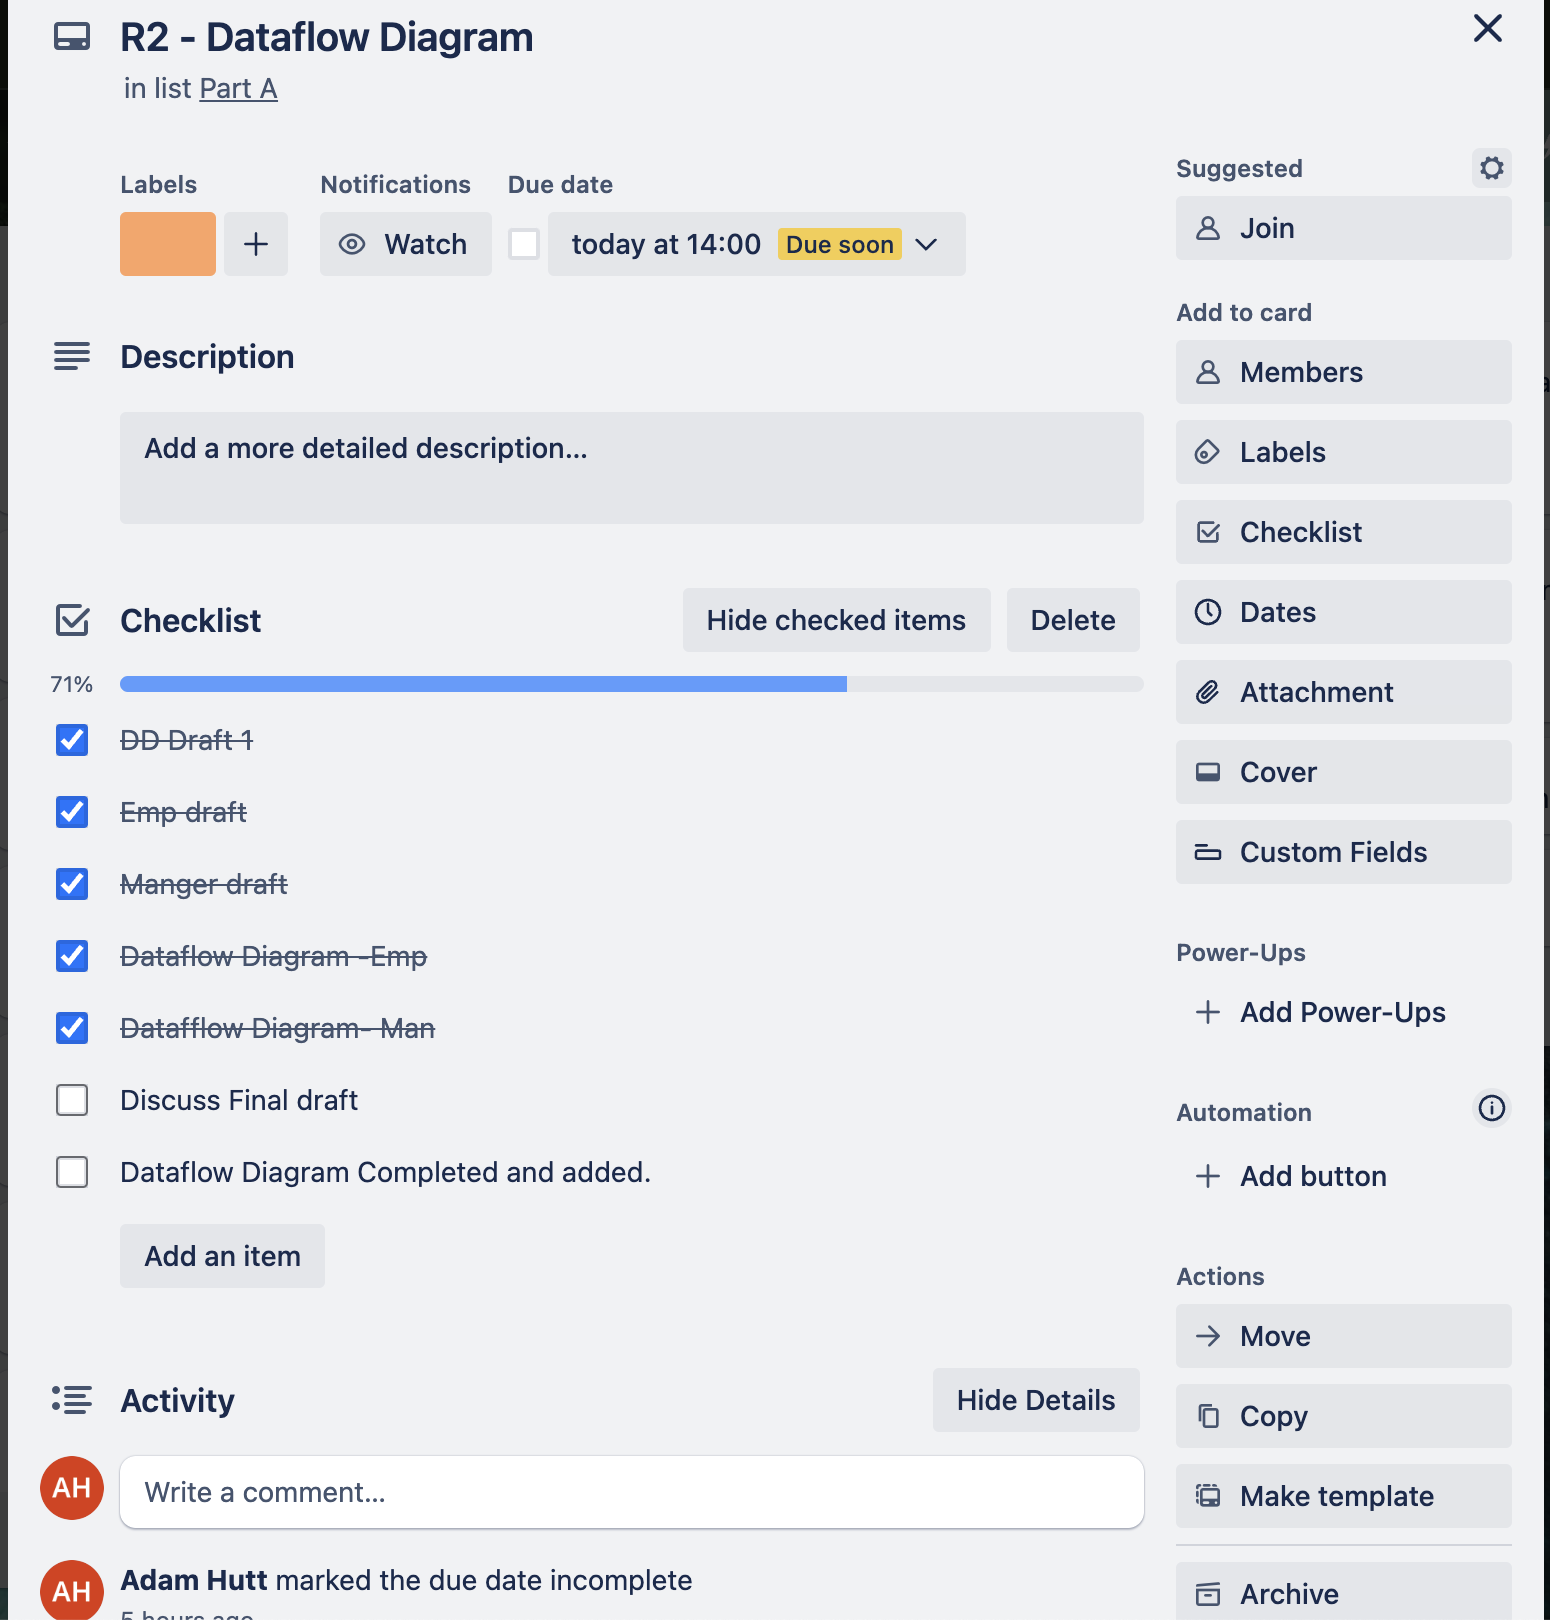 R2 - Dataflow Diagram
in list Part A
Labels
Notifications
Due date
Watch
today at 14:00 Due soon
Description
Add a more detailed description...
Checklist
Hide checked items
Delete
71%
DD Draft 1
Emp draft
Manger draft
Dataflow Diagram -Emp
Datafflow Diagram- Man
Discuss Final draft
Dataflow Diagram Completed and added.
Add an item
Activity
Hide Details
AH
Write a comment...
AH
Adam Hutt marked the due date incomplete
5 hours ago
Suggested
Join
Add to card
Members
Labels
Checklist
Dates
Attachment
Cover
Custom Fields
Power-Ups
Add Power-Ups
Automation
Add button
Actions
Move
Copy
Make template
Archive